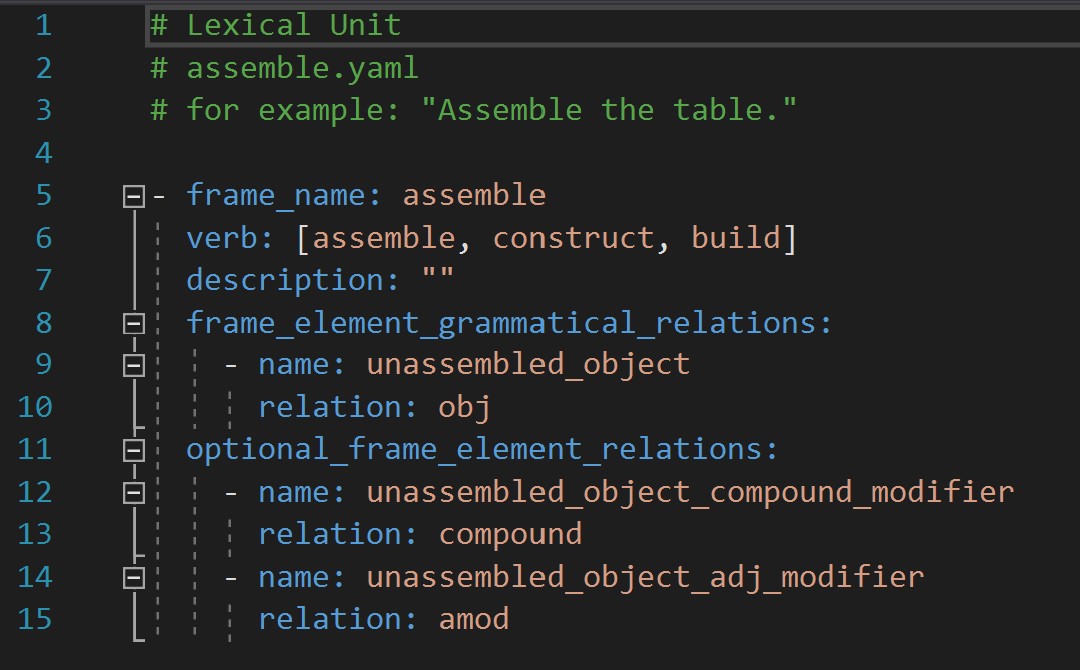 1 # Lexical Unit
2 # assemble.yaml
3 # for example: "Assemble the table."
4
5 - frame_name: assemble
6 verb: [assemble, construct, build]
7 description: ""
8 frame_element_grammatical_relations:
9 - name: unassembled_object
10 relation: obj
11 optional_frame_element_relations:
12 - name: unassembled_object_compound_modifier
13 relation: compound
14 - name: unassembled_object_adj_modifier
15 relation: amod